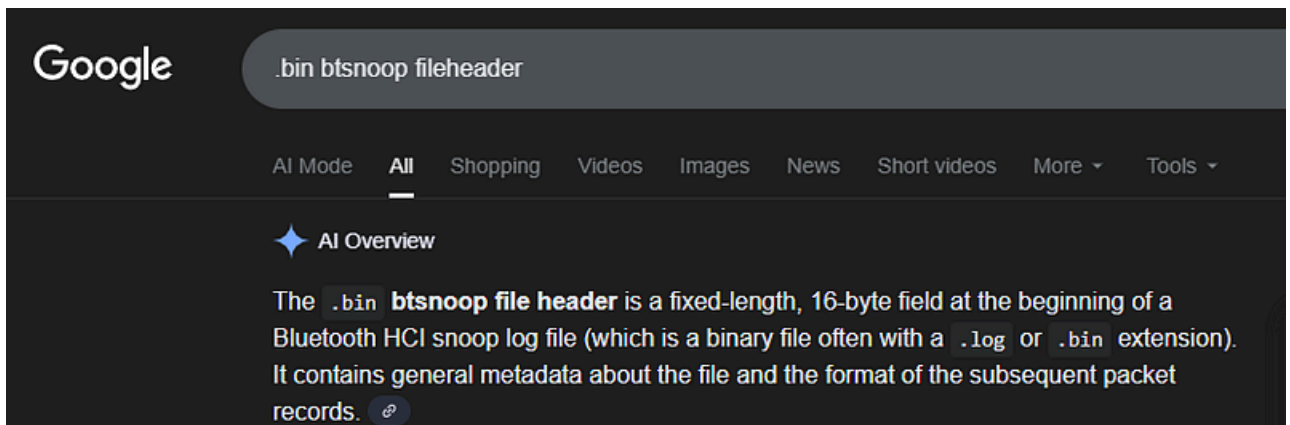 Google
.bin btsnoop fileheader
AI Mode All Shopping Videos Images News Short videos More Tools
AI Overview
The .bin btsnoop file header is a fixed-length, 16-byte field at the beginning of a
Bluetooth HCI snoop log file (which is a binary file often with a .log or .bin extension).
It contains general metadata about the file and the format of the subsequent packet
records.